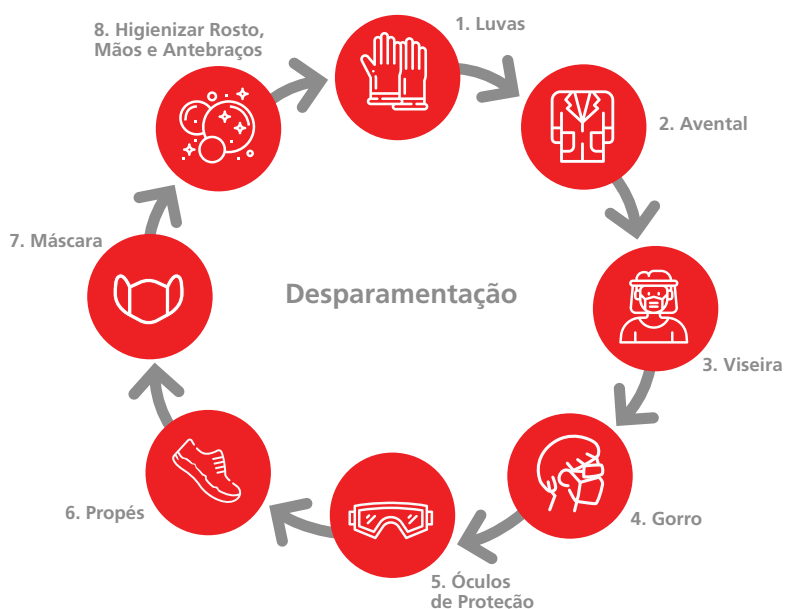 8. Higienizar Rosto,
Mãos e Antebraços
1. Luvas
2. Avental
3. Viseira
4. Gorro
5. Óculos
de Proteção
6. Propés
7. Máscara
Desparamentação